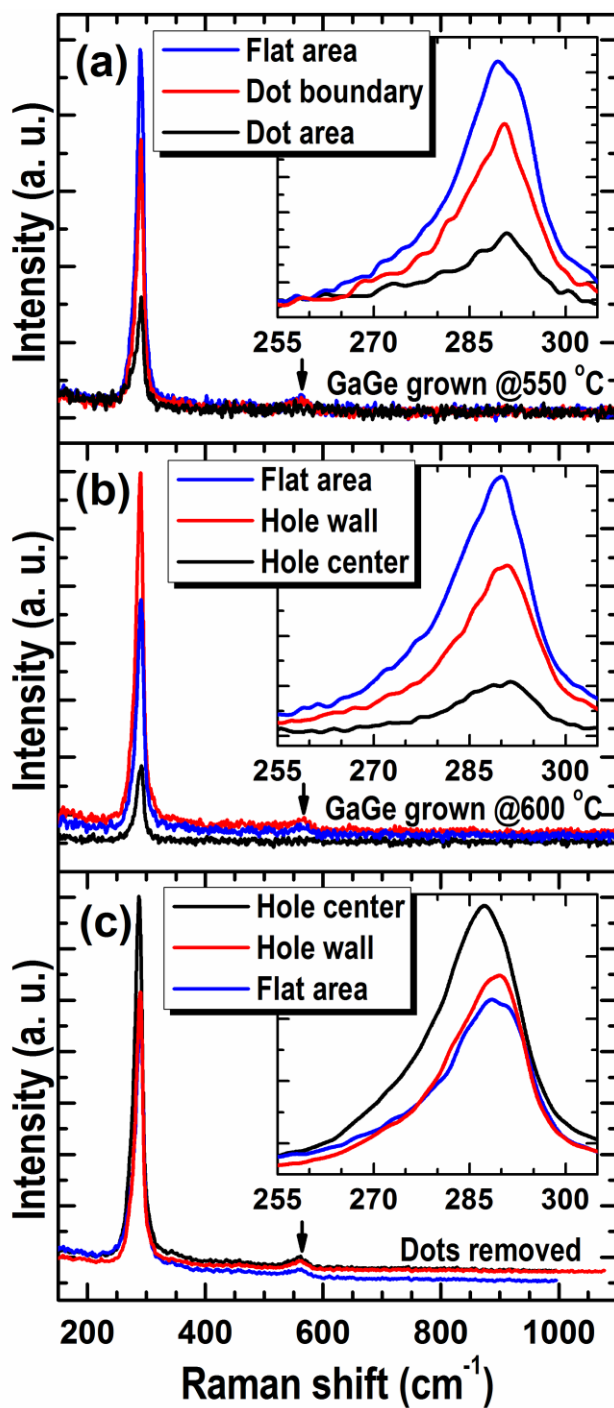 Intensity (a. u.)
(a)
Flat area
Dot boundary
Dot area
255 270 285 300
GaGe grown @550 °C
Intensity (a. u.)
(b)
Flat area
Hole wall
Hole center
255 270 285 300
GaGe grown @600 °C
Intensity (a. u.)
(c)
Hole center
Hole wall
Flat area
255 270 285 300
Dots removed
200 400 600 800 1000
Raman shift (cm⁻¹)